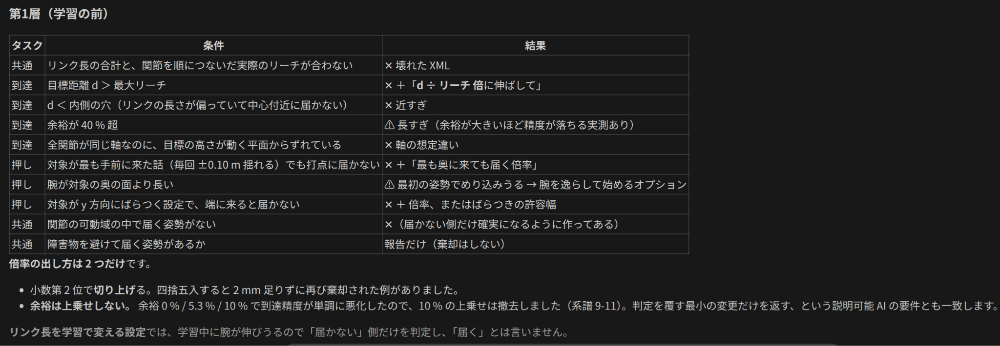 第1層（学習の前）
タスク 条件 結果
共通 リンク長の合計と、関節を順につないだ実際のリーチが合わない × 壊れた XML
到達 目標距離 d ＞ 最大リーチ × ＋「d ÷ リーチ 倍に伸ばして」
到達 d ＜ 内側の穴（リンクの長さが偏っていて中心付近に届かない） × 近すぎ
到達 余裕が 40 % 超 ⚠ 長すぎ（余裕が大きいほど精度が落ちる実測あり）
到達 全関節が同じ軸なのに、目標の高さが動く平面からずれている × 軸の想定違い
押し 対象が最も手前に来た話（毎回 ±0.10 m 揺れる）でも打点に届かない × ＋「最も奥に来ても届く倍率」
押し 腕が対象の奥の面より長い ⚠ 最初の姿勢でめり込みうる → 腕を逸らして始めるオプション
押し 対象が y 方向にばらつく設定で、端に来ると届かない × ＋ 倍率、またはばらつきの許容幅
共通 関節の可動域の中で届く姿勢がない ×（届かない側だけ確実になるように作ってある）
共通 障害物を避けて届く姿勢があるか 報告だけ（棄却はしない）
倍率の出し方は 2 つだけです。
• 小数第 2 位で切り上げる。四捨五入すると 2 mm 足りずに再び棄却された例がありました。
• 余裕は上乗せしない。 余裕 0 % / 5.3 % / 10 % で到達精度が単調に悪化したので、10 % の上乗せは撤去しました（系譜 9-11）。判定を覆す最小の変更だけを返す、という説明可能 AI の要件とも一致します。
リンク長を学習で変える設定では、学習中に腕が伸びうるので「届かない」側だけを判定し、「届く」とは言いません。